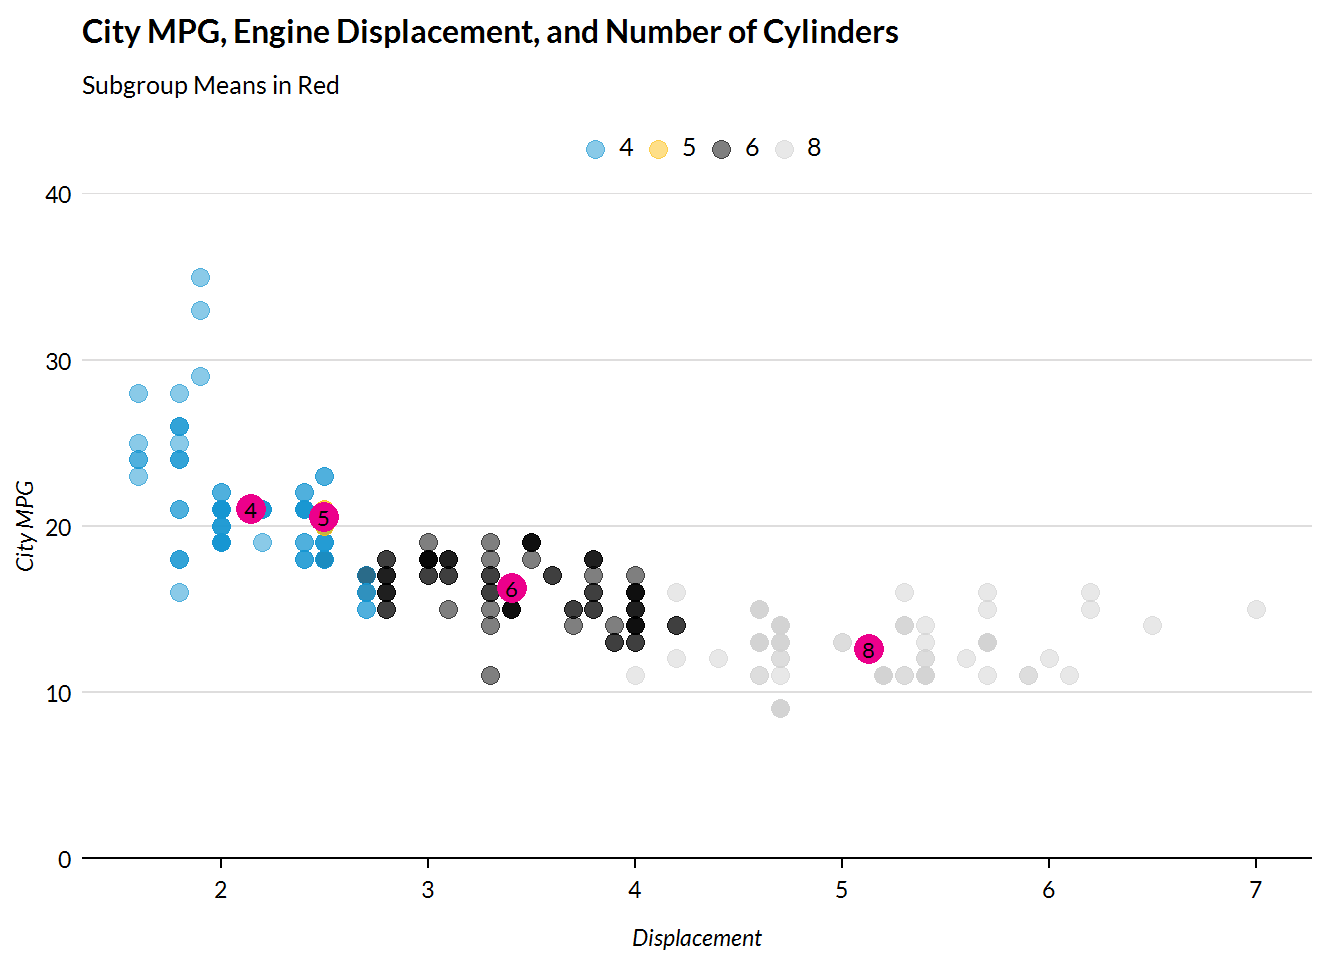 City MPG, Engine Displacement, and Number of Cylinders
Subgroup Means in Red
4 5 6 8
40
30
20
10
0
City MPG
4
5
6
8
2 3 4 5 6 7
Displacement